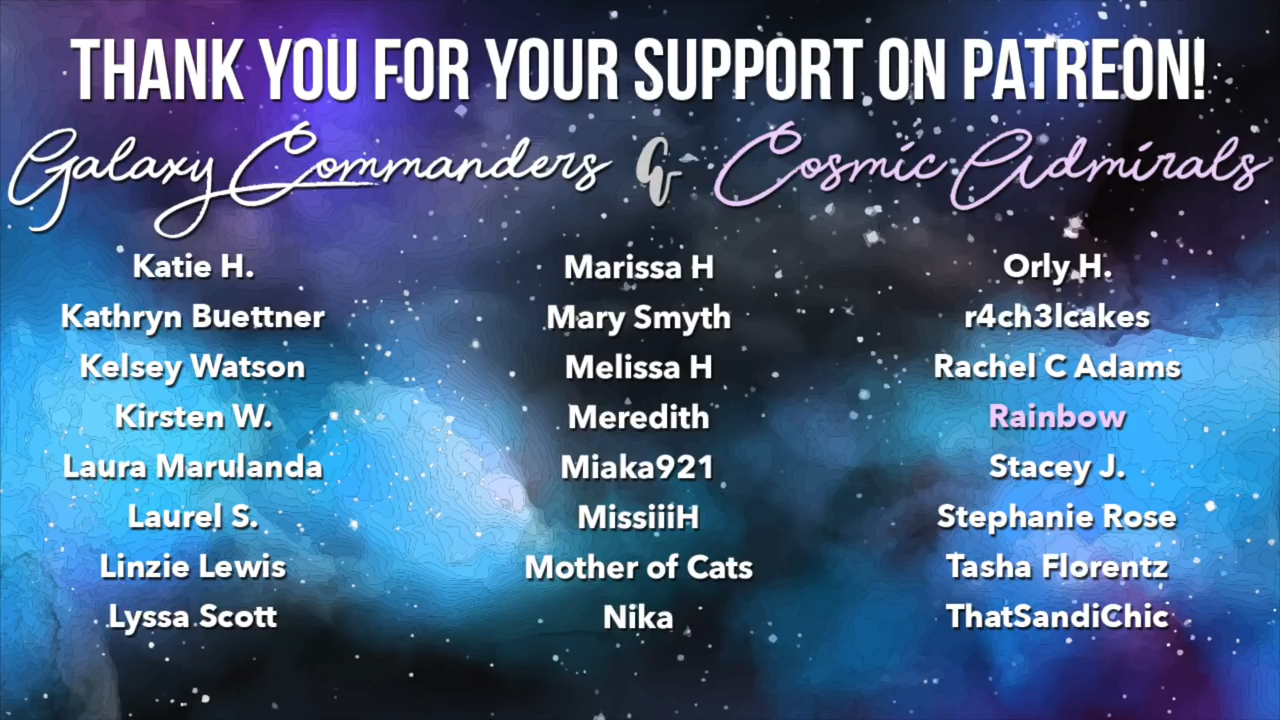 THANK YOU FOR YOUR SUPPORT ON PATREON!
Galaxy Commanders & Cosmic Admirals
Katie H.
Kathryn Buettner
Kelsey Watson
Kirsten W.
Laura Marulanda
Laurel S.
Linzie Lewis
Lyssa Scott
Marissa H
Mary Smyth
Melissa H
Meredith
Miaka921
MissiiiH
Mother of Cats
Nika
Orly H.
r4ch3lcakes
Rachel C Adams
Rainbow
Stacey J.
Stephanie Rose
Tasha Florentz
ThatSandiChic